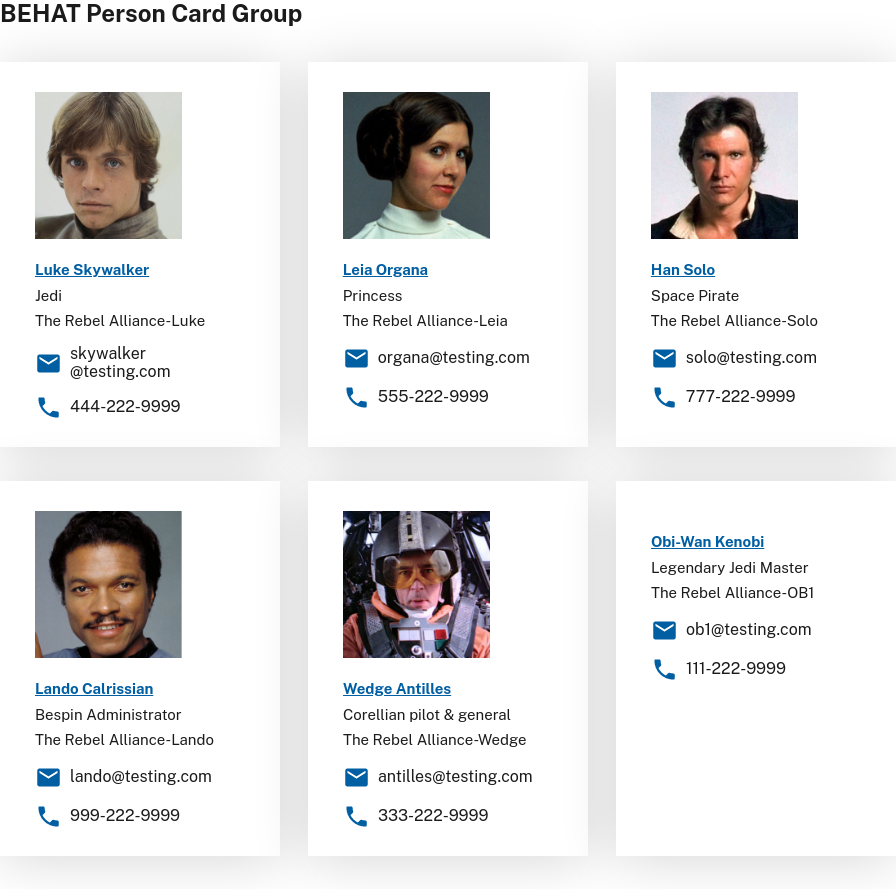 BEHAT Person Card Group
Luke Skywalker
Jedi
The Rebel Alliance-Luke
skywalker
@testing.com
444-222-9999
Leia Organa
Princess
The Rebel Alliance-Leia
organa@testing.com
555-222-9999
Han Solo
Space Pirate
The Rebel Alliance-Solo
solo@testing.com
777-222-9999
Lando Calrissian
Bespin Administrator
The Rebel Alliance-Lando
lando@testing.com
999-222-9999
Wedge Antilles
Corellian pilot & general
The Rebel Alliance-Wedge
antilles@testing.com
333-222-9999
Obi-Wan Kenobi
Legendary Jedi Master
The Rebel Alliance-OB1
ob1@testing.com
111-222-9999